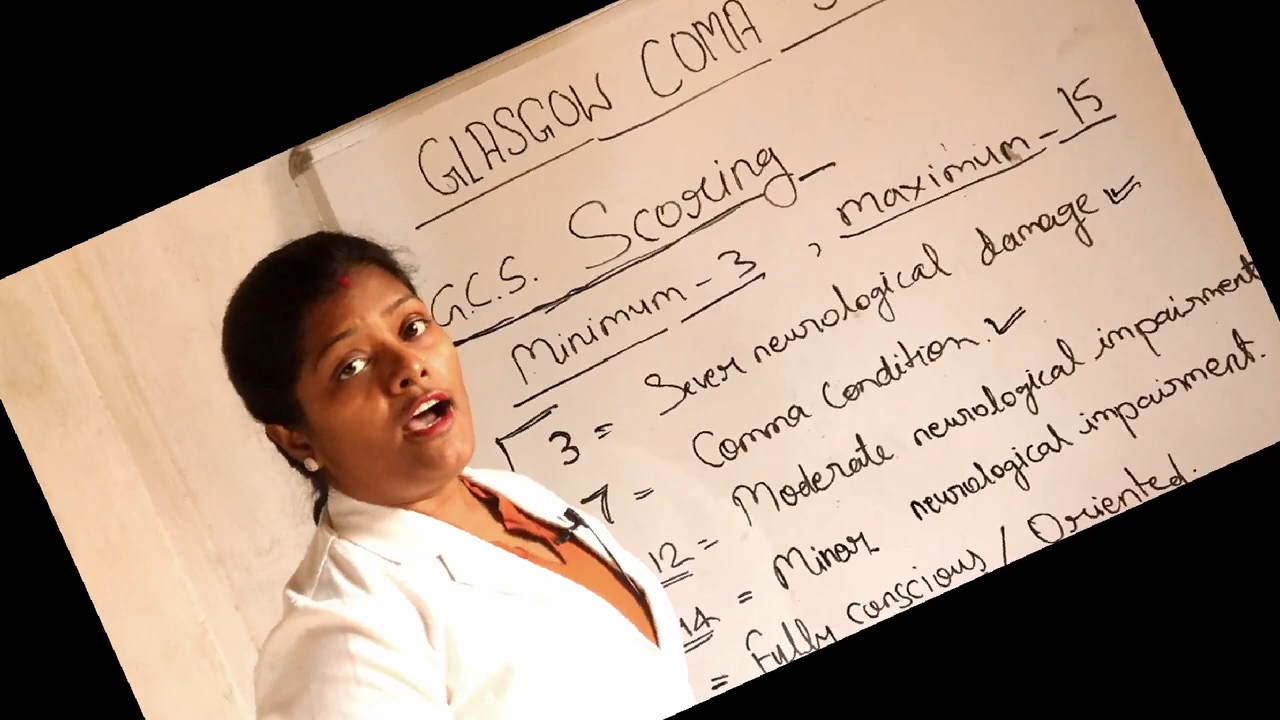 GLASGOW COMA
G.C.S. Scoring -
Minimum - 3 , maximum - 15
3 = Sever neurological damage ✓
7 = Comma Condition. ✓
12 = Moderate neurological impairment
14 = Minor neurological impairment.
= Fully conscious / Oriented.